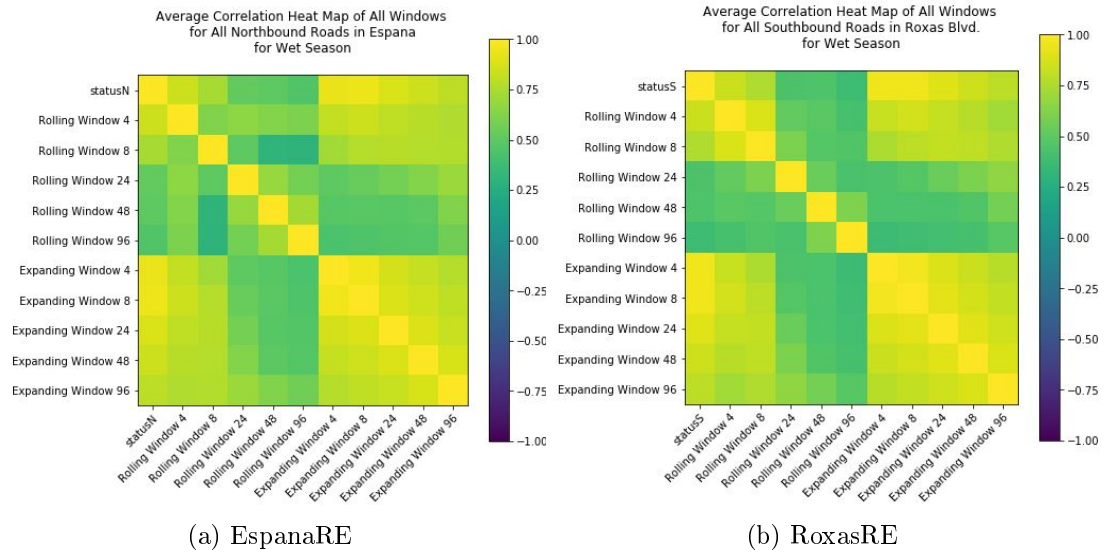 Average Correlation Heat Map of All Windows
for All Northbound Roads in Espana
for Wet Season
statusN
Rolling Window 4
Rolling Window 8
Rolling Window 24
Rolling Window 48
Rolling Window 96
Expanding Window 4
Expanding Window 8
Expanding Window 24
Expanding Window 48
Expanding Window 96
statusN
Rolling Window 4
Rolling Window 8
Rolling Window 24
Rolling Window 48
Rolling Window 96
Expanding Window 4
Expanding Window 8
Expanding Window 24
Expanding Window 48
Expanding Window 96
1.00
0.75
0.50
0.25
0.00
−0.25
−0.50
−0.75
−1.00
(a) EspanaRE
Average Correlation Heat Map of All Windows
for All Southbound Roads in Roxas Blvd.
for Wet Season
statusS
Rolling Window 4
Rolling Window 8
Rolling Window 24
Rolling Window 48
Rolling Window 96
Expanding Window 4
Expanding Window 8
Expanding Window 24
Expanding Window 48
Expanding Window 96
statusS
Rolling Window 4
Rolling Window 8
Rolling Window 24
Rolling Window 48
Rolling Window 96
Expanding Window 4
Expanding Window 8
Expanding Window 24
Expanding Window 48
Expanding Window 96
1.00
0.75
0.50
0.25
0.00
−0.25
−0.50
−0.75
−1.00
(b) RoxasRE